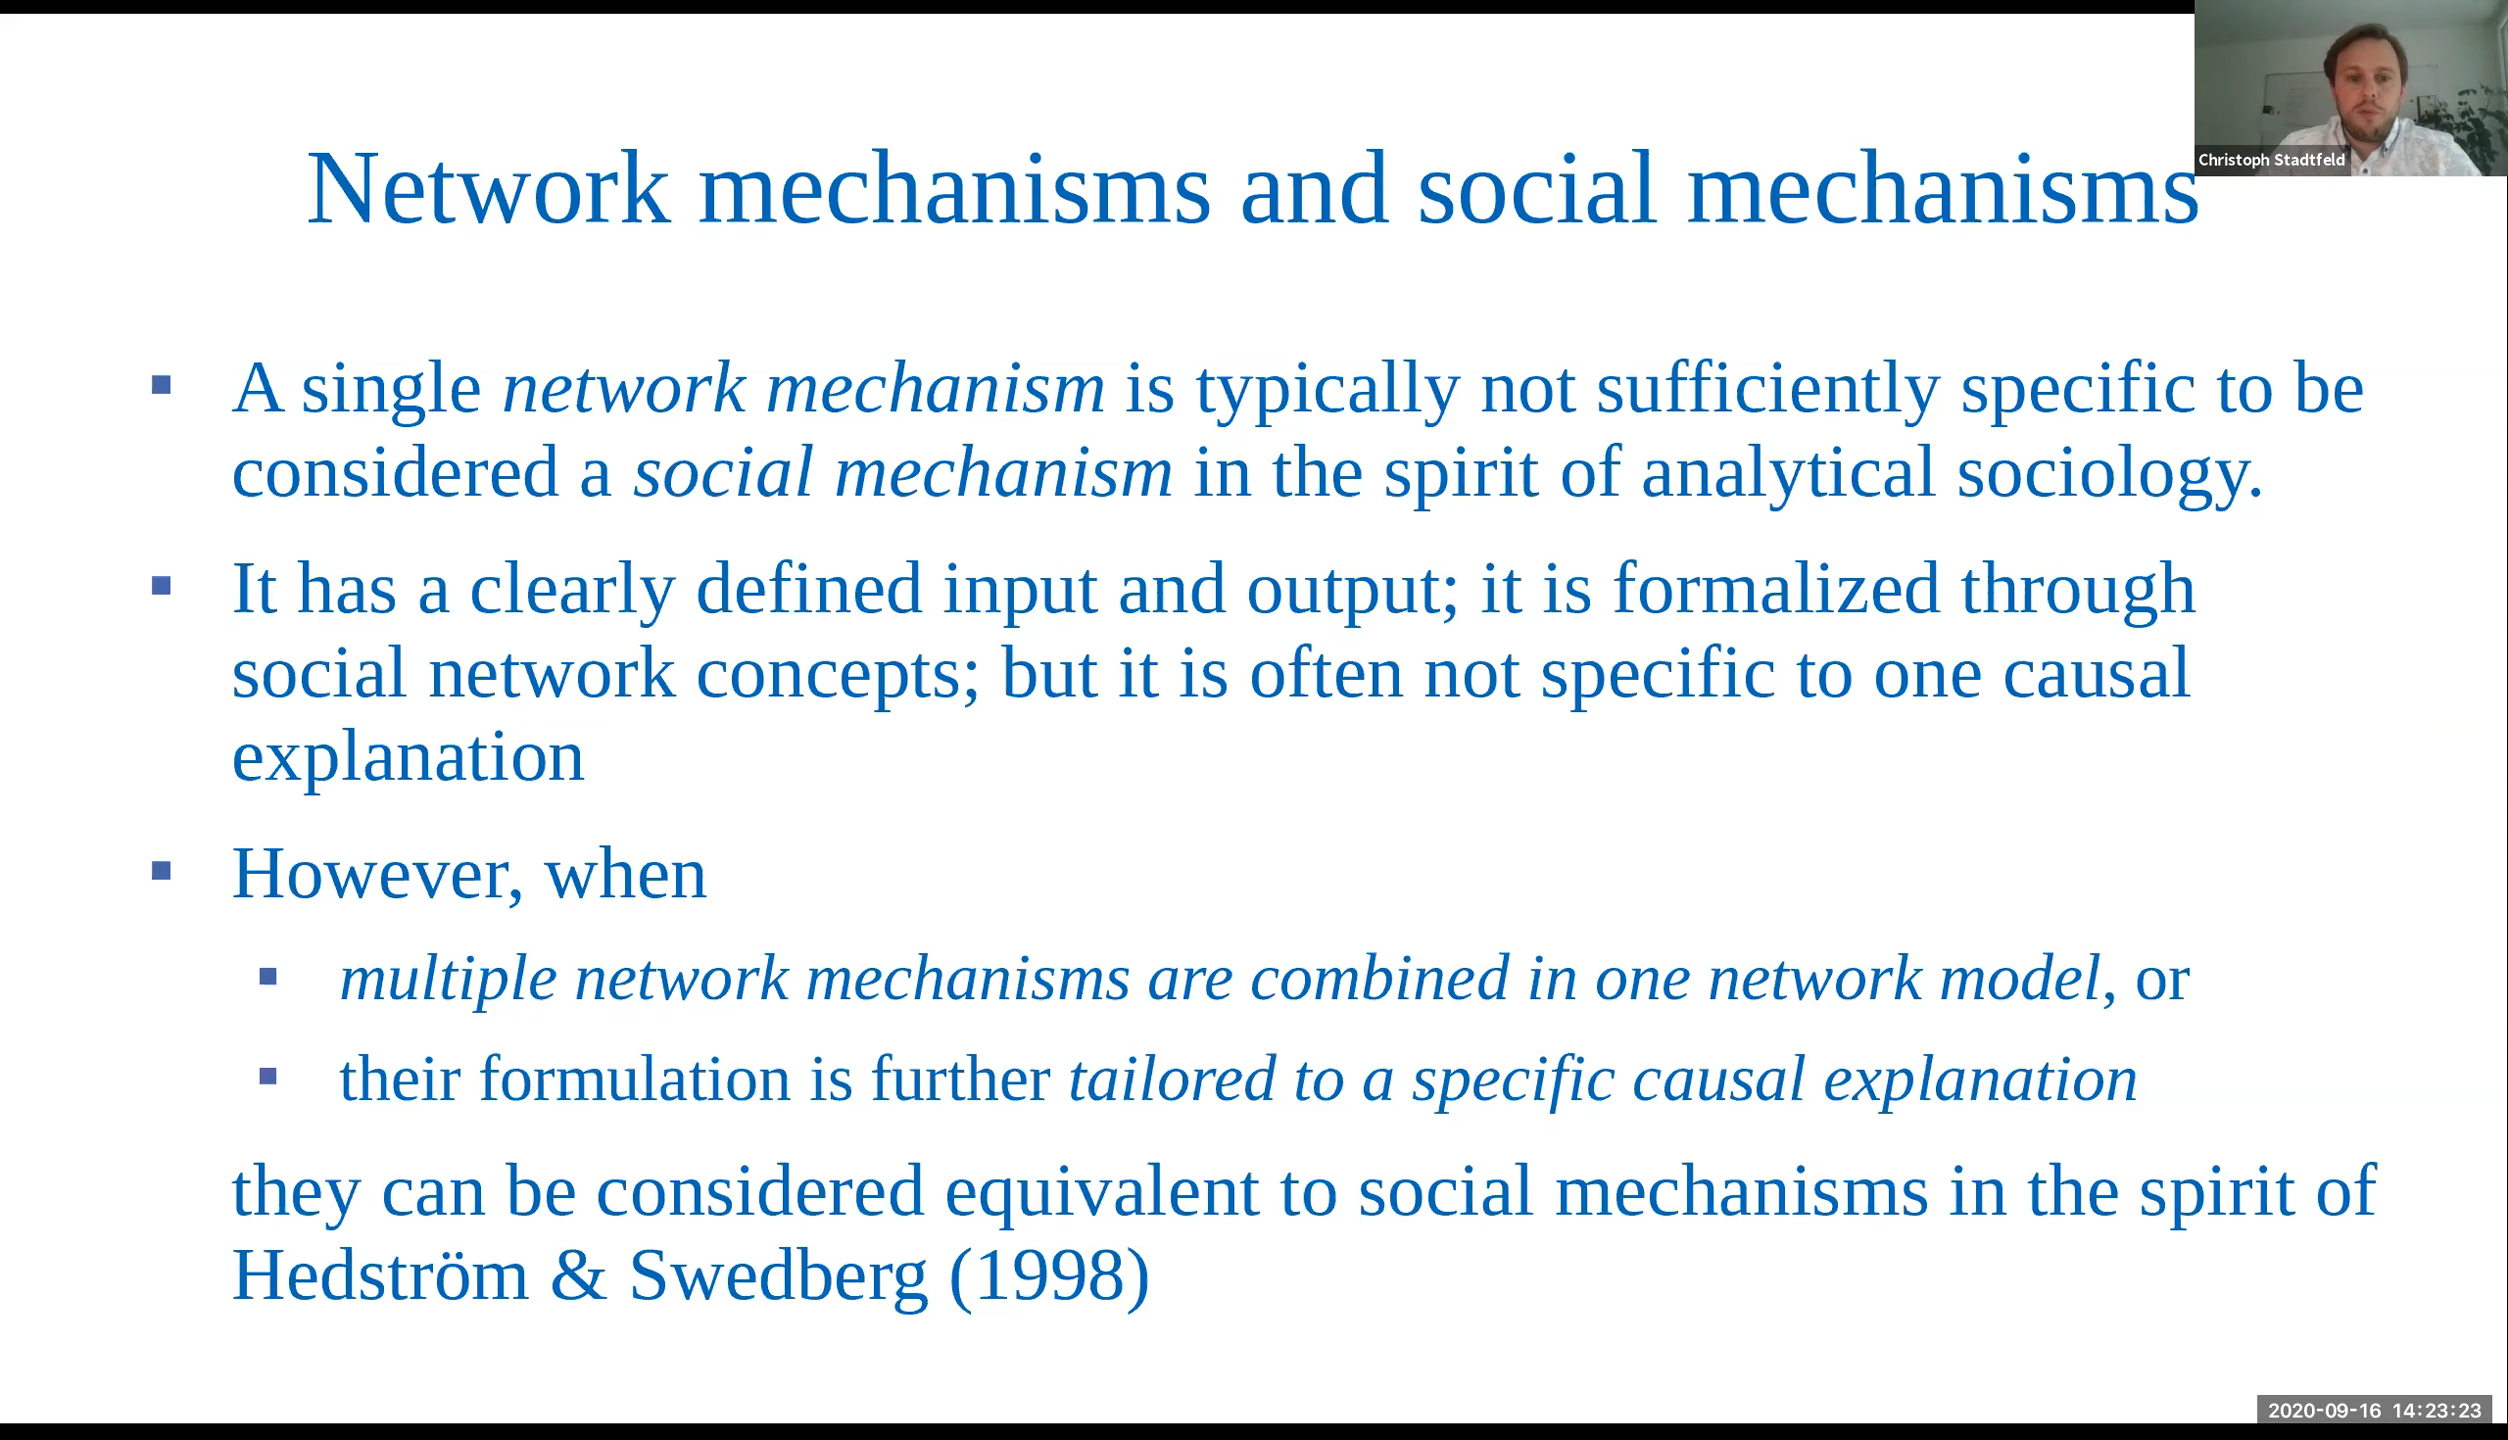 Christoph Stadtfeld
Network mechanisms and social mechanisms
A single network mechanism is typically not sufficiently specific to be
considered a social mechanism in the spirit of analytical sociology.
It has a clearly defined input and output; it is formalized through
social network concepts; but it is often not specific to one causal
explanation
However, when
multiple network mechanisms are combined in one network model, or
their formulation is further tailored to a specific causal explanation
they can be considered equivalent to social mechanisms in the spirit of
Hedström & Swedberg (1998)
2020-09-16 14:23:23